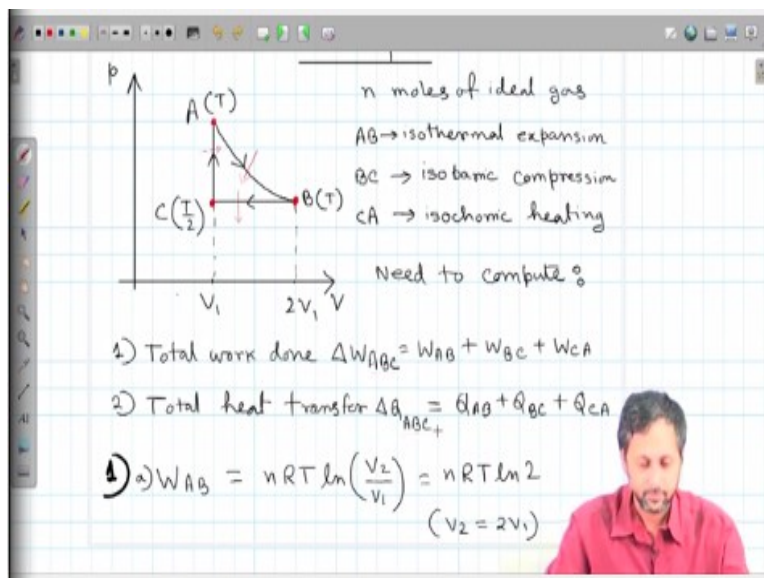 p
A(T)
n moles of ideal gas
AB→isothermal expansion
BC → isobaric compression
C(T/2)
B(T)
CA → isochoric heating
Need to compute :
V₁ 2V₁ V
1) Total work done ΔW_ABC = W_AB + W_BC + W_CA
2) Total heat transfer ΔQ_ABC+ = Q_AB + Q_BC + Q_CA
1) a) W_AB = nRT ln(V₂/V₁) = nRT ln2
(V₂ = 2V₁)